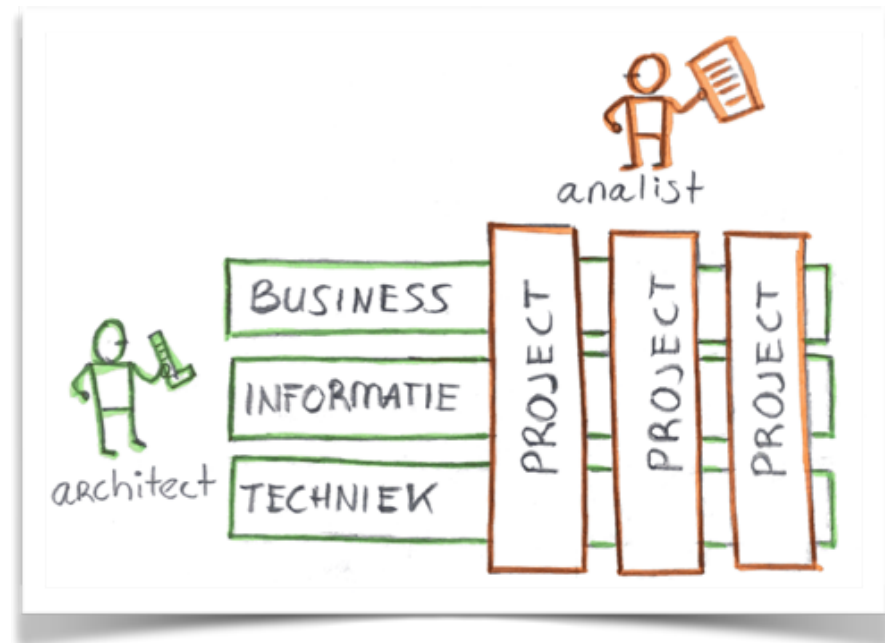 analist
BUSINESS
INFORMATIE
TECHNIEK
architect
PROJECT
PROJECT
PROJECT